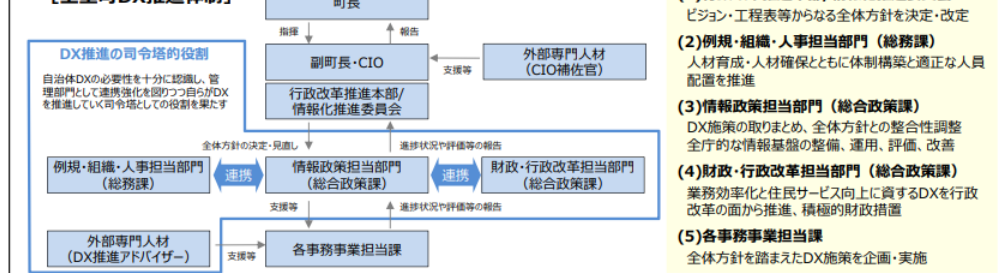 町長
指揮
報告
DX推進の司令塔的役割
自治体DXの必要性を十分に認識し、管
理部門として連携強化を図りつつ自らがDX
を推進していく司令塔としての役割を果たす
副町長・CIO
支援等
外部専門人材
(CIO補佐官)
行政改革推進本部/
情報化推進委員会
全体方針の決定・見直し
進捗状況や評価等の報告
例規・組織・人事担当部門
(総務課)
連携
情報政策担当部門
(総合政策課)
連携
財政・行政改革担当部門
(総合政策課)
支援等
進捗状況や評価等の報告
外部専門人材
(DX推進アドバイザー)
支援等
各事務事業担当課
ビジョン・工程表等からなる全体方針を決定・改定
(2)例規・組織・人事担当部門(総務課)
人材育成・人材確保とともに体制構築と適正な人員
配置を推進
(3)情報政策担当部門(総合政策課)
DX施策の取りまとめ、全体方針との整合性調整
全庁的な情報基盤の整備、運用、評価、改善
(4)財政・行政改革担当部門(総合政策課)
業務効率化と住民サービス向上に資するDXを行政
改革の面から推進、積極的財政措置
(5)各事務事業担当課
全体方針を踏まえたDX施策を企画・実施